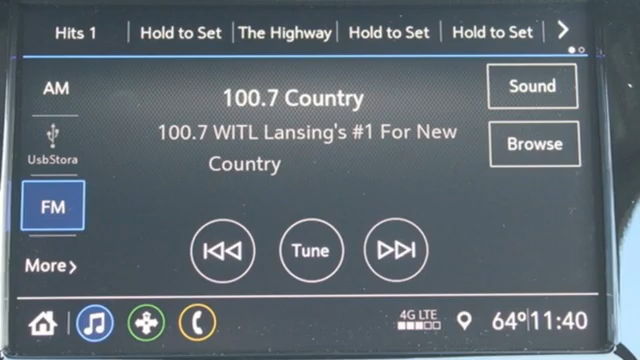 Hits 1 Hold to Set The Highway Hold to Set Hold to Set
AM
UsbStora
FM
More
100.7 Country
100.7 WITL Lansing's #1 For New
Country
Sound
Browse
Tune
4G LTE
64° 11:40